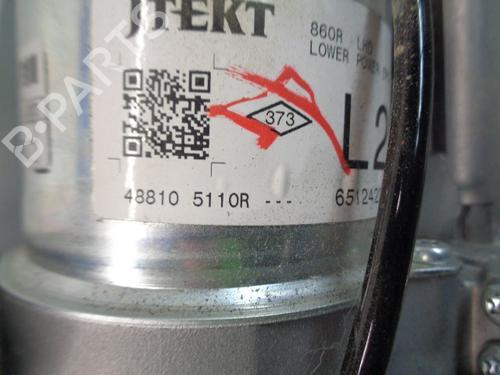 JTEKT
860R LHD
LOWER POWER
373
L2
48810 5110R ---
651242
B-PARTS